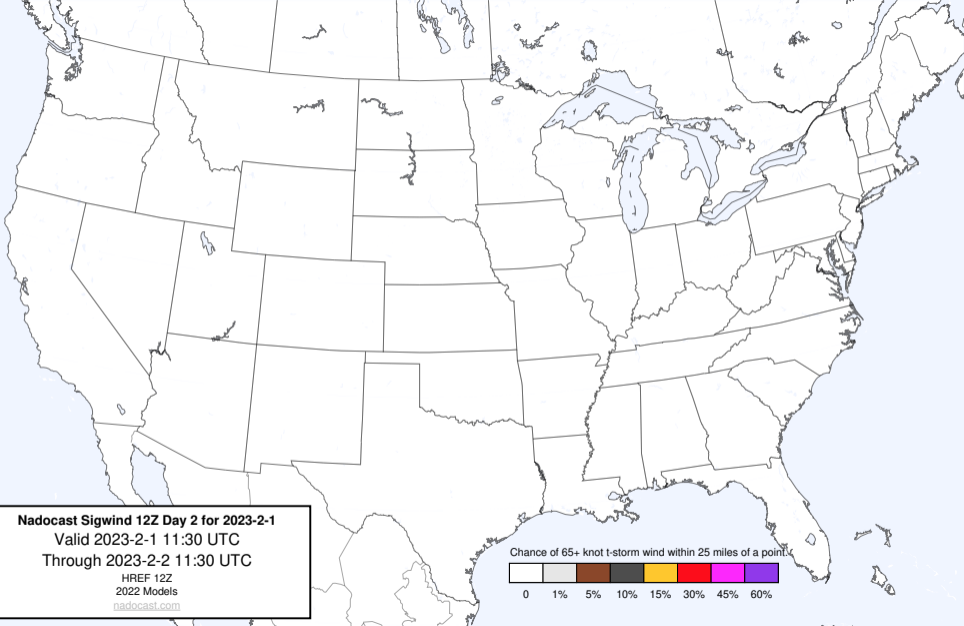 Nadocast Sigwind 12Z Day 2 for 2023-2-1
Valid 2023-2-1 11:30 UTC
Through 2023-2-2 11:30 UTC
HREF 12Z
2022 Models
nadocast.com
Chance of 65+ knot t-storm wind within 25 miles of a point.
0 1% 5% 10% 15% 30% 45% 60%